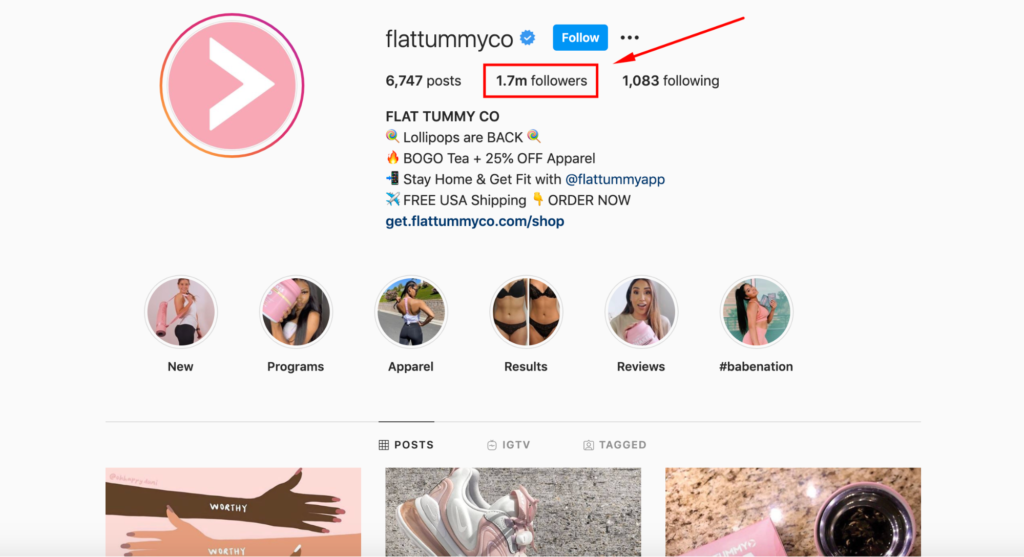 flattummyco Follow
6,747 posts 1.7m followers 1,083 following
FLAT TUMMY CO
🍭 Lollipops are BACK 🍭
🔥 BOGO Tea + 25% OFF Apparel
📲 Stay Home & Get Fit with @flattummyapp
✈️ FREE USA Shipping 👇 ORDER NOW
get.flattummyco.com/shop
New Programs Apparel Results Reviews #babenation
POSTS IGTV TAGGED
WORTHY
WORTHY